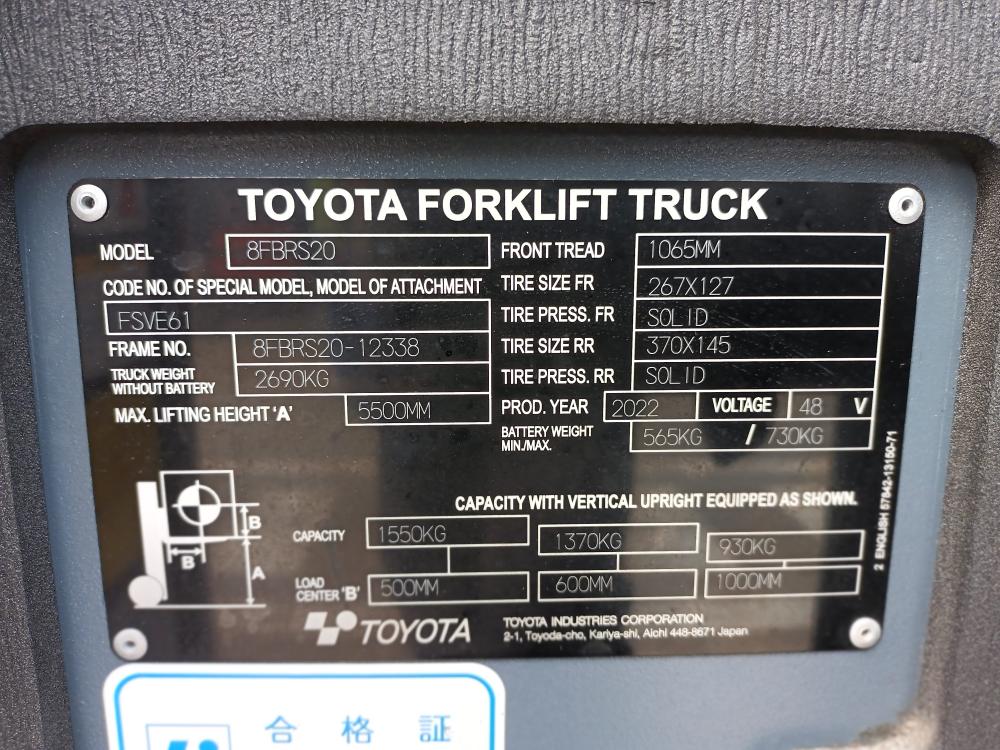 TOYOTA FORKLIFT TRUCK
MODEL 8FBRS20
CODE NO. OF SPECIAL MODEL, MODEL OF ATTACHMENT
FSVE61
FRAME NO. 8FBRS20-12338
TRUCK WEIGHT WITHOUT BATTERY 2690KG
MAX. LIFTING HEIGHT 'A' 5500MM
FRONT TREAD 1065MM
TIRE SIZE FR 267X127
TIRE PRESS. FR SOLID
TIRE SIZE RR 370X145
TIRE PRESS. RR SOLID
PROD. YEAR 2022 VOLTAGE 48 V
BATTERY WEIGHT MIN./MAX. 565KG / 730KG
CAPACITY WITH VERTICAL UPRIGHT EQUIPPED AS SHOWN.
B
B
A
CAPACITY 1550KG 1370KG 930KG
LOAD CENTER 'B' 500MM 600MM 1000MM
TOYOTA
TOYOTA INDUSTRIES CORPORATION
2-1, Toyoda-cho, Kariya-shi, Aichi 448-8671 Japan
2 ENGLISH 57842-13150-71
合格証